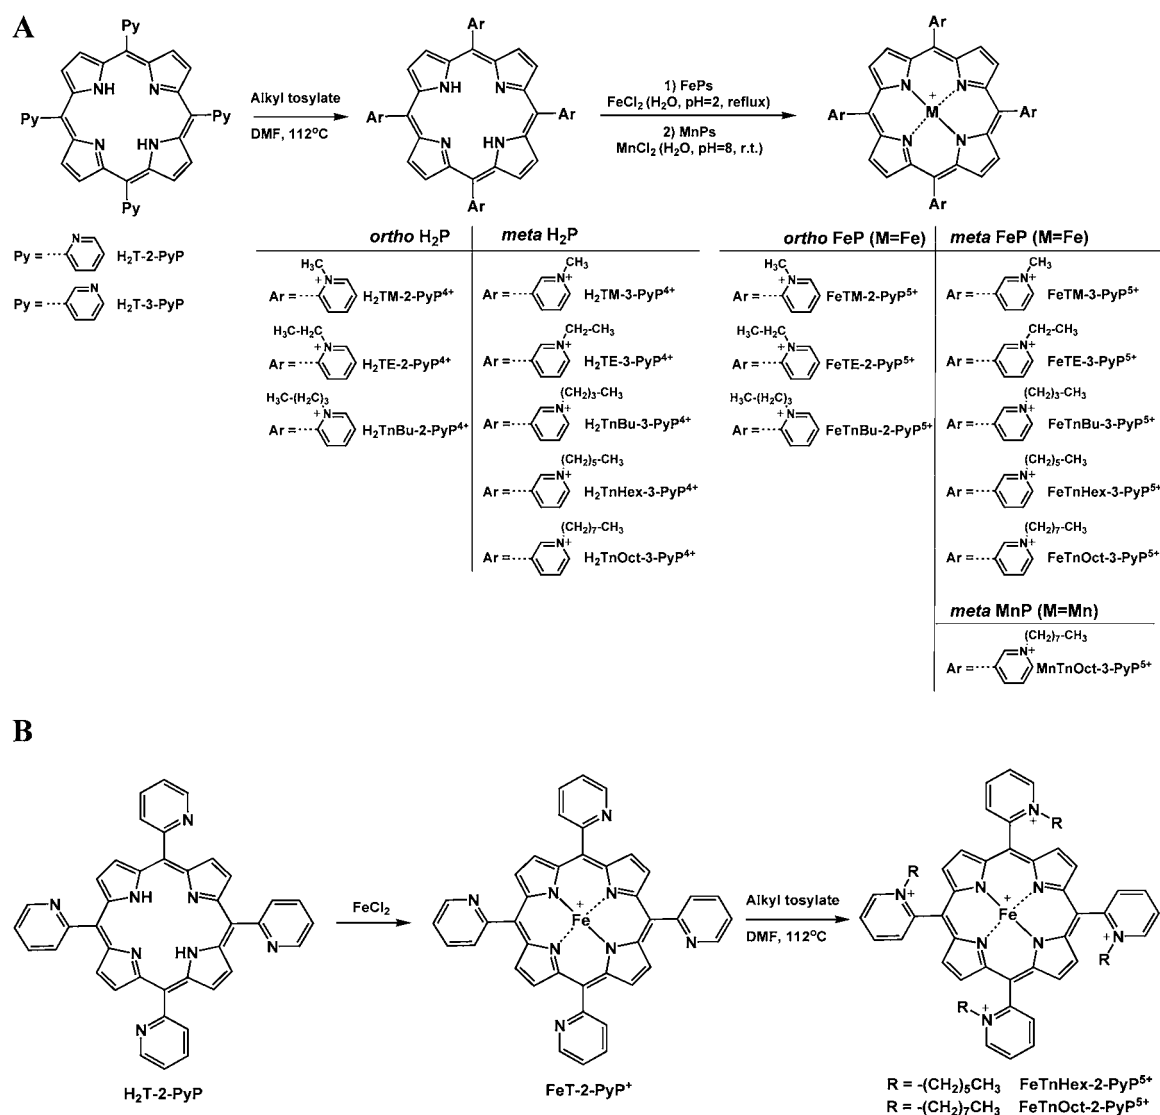 A
Py
Py
Py
Py
NH
N
N
HN
Alkyl tosylate
DMF, 112°C
Ar
Ar
Ar
Ar
NH
N
N
HN
1) FePs
FeCl₂ (H₂O, pH=2, reflux)
2) MnPs
MnCl₂ (H₂O, pH=8, r.t.)
Ar
Ar
Ar
Ar
N
N
N
N
+
M
Py =
N
H₂T-2-PyP
Py =
N
H₂T-3-PyP
ortho H₂P
H₃C
N+
Ar =
H₂TM-2-PyP⁴⁺
H₃C-H₂C
N+
Ar =
H₂TE-2-PyP⁴⁺
H₃C-(H₂C)₃
N+
Ar =
H₂TnBu-2-PyP⁴⁺
meta H₂P
CH₃
N+
Ar =
H₂TM-3-PyP⁴⁺
CH₂-CH₃
N+
Ar =
H₂TE-3-PyP⁴⁺
(CH₂)₃-CH₃
N+
Ar =
H₂TnBu-3-PyP⁴⁺
(CH₂)₅-CH₃
N+
Ar =
H₂TnHex-3-PyP⁴⁺
(CH₂)₇-CH₃
N+
Ar =
H₂TnOct-3-PyP⁴⁺
ortho FeP (M=Fe)
H₃C
N+
Ar =
FeTM-2-PyP⁵⁺
H₃C-H₂C
N+
Ar =
FeTE-2-PyP⁵⁺
H₃C-(H₂C)₃
N+
Ar =
FeTnBu-2-PyP⁵⁺
meta FeP (M=Fe)
CH₃
N+
Ar =
FeTM-3-PyP⁵⁺
CH₂-CH₃
N+
Ar =
FeTE-3-PyP⁵⁺
(CH₂)₃-CH₃
N+
Ar =
FeTnBu-3-PyP⁵⁺
(CH₂)₅-CH₃
N+
Ar =
FeTnHex-3-PyP⁵⁺
(CH₂)₇-CH₃
N+
Ar =
FeTnOct-3-PyP⁵⁺
meta MnP (M=Mn)
(CH₂)₇-CH₃
N+
Ar =
MnTnOct-3-PyP⁵⁺
B
N
N
N
N
NH
N
N
HN
H₂T-2-PyP
FeCl₂
N
N
N
N
N
N
N
N
+
Fe
FeT-2-PyP⁺
Alkyl tosylate
DMF, 112°C
N+
R
R
N+
N
N
+
Fe
N
N
N+
R
R
N+
R = -(CH₂)₅CH₃ FeTnHex-2-PyP⁵⁺
R = -(CH₂)₇CH₃ FeTnOct-2-PyP⁵⁺